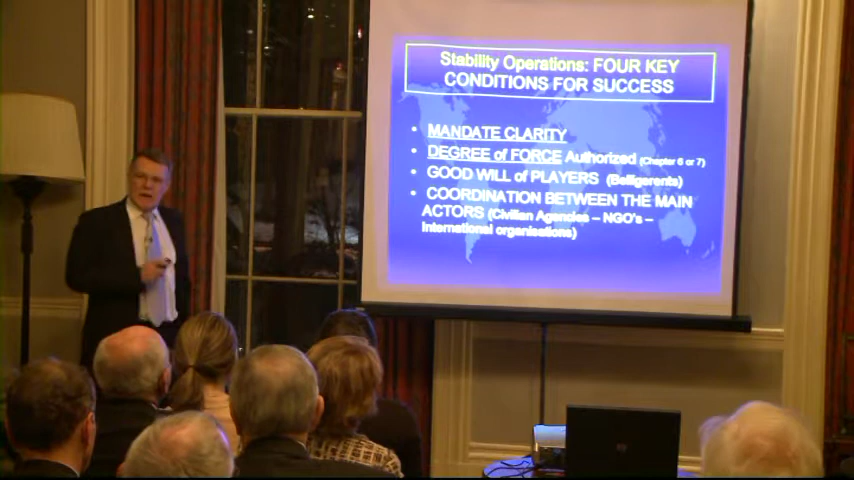 Stability Operations: FOUR KEY
CONDITIONS FOR SUCCESS
• MANDATE CLARITY
• DEGREE of FORCE Authorized (Chapter 6 or 7)
• GOOD WILL of PLAYERS (Belligerents)
• COORDINATION BETWEEN THE MAIN
ACTORS (Civilian Agencies – NGO's –
International organisations)